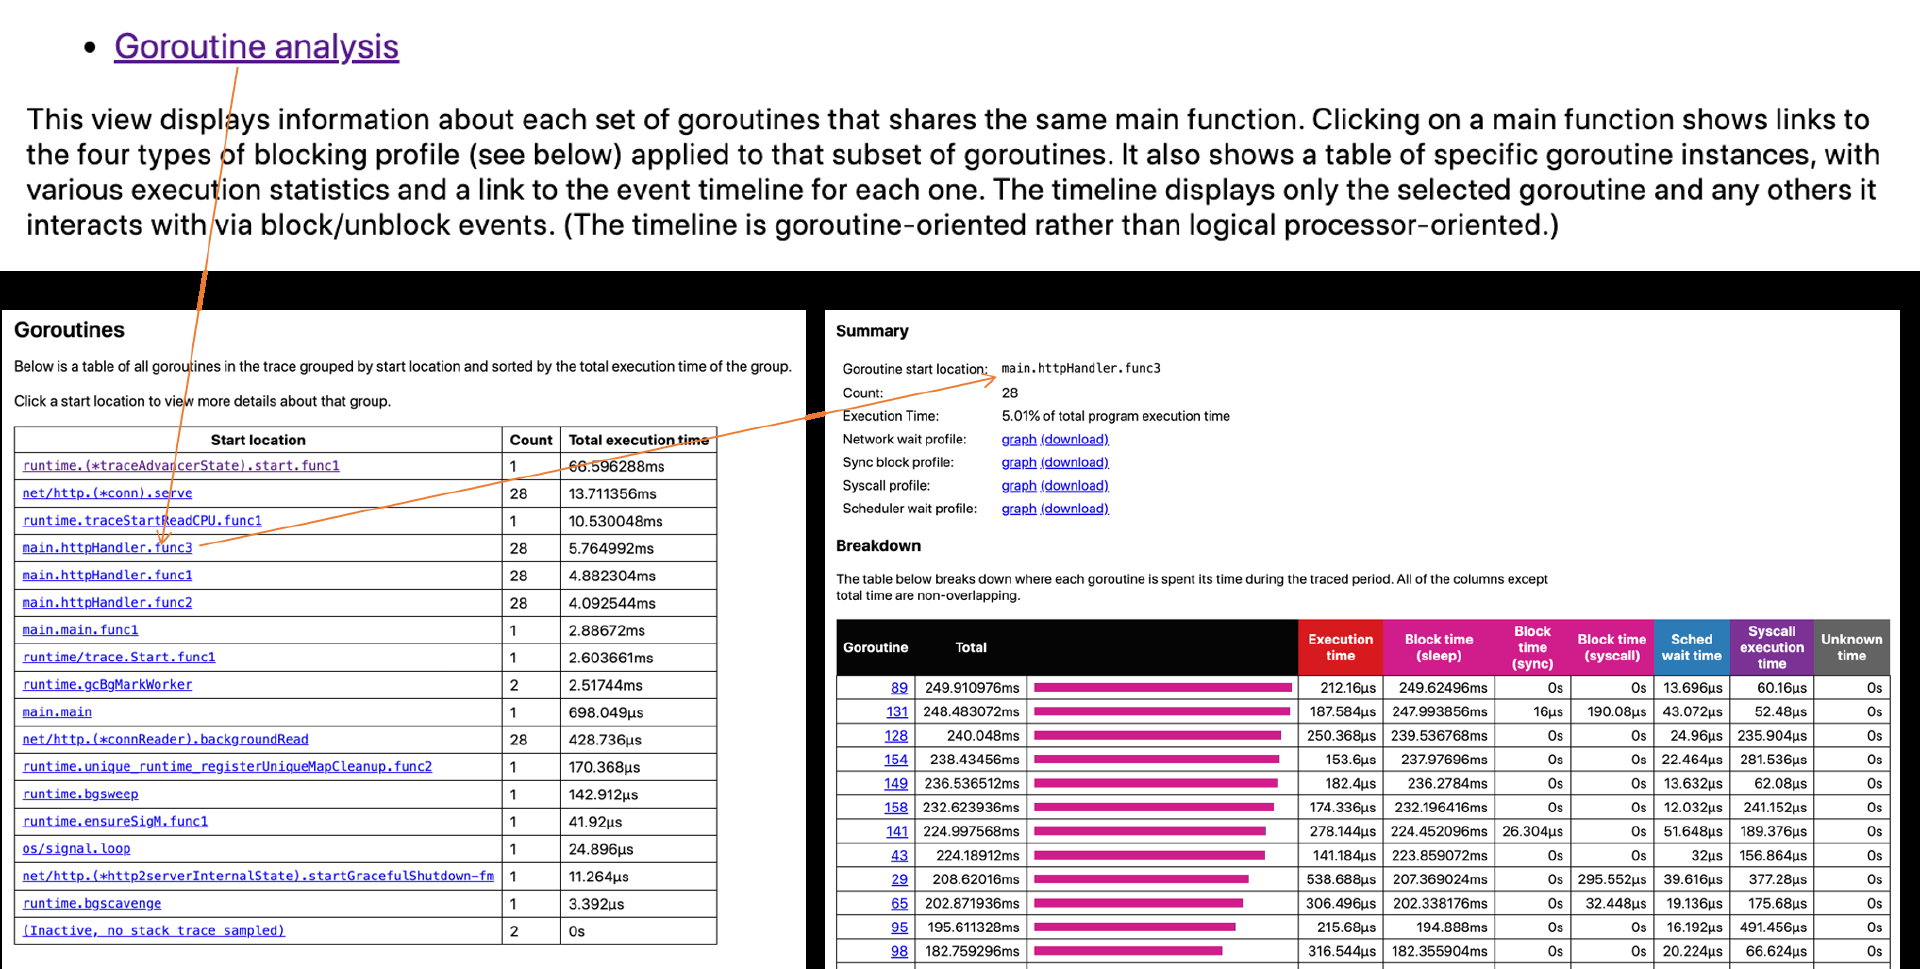 • Goroutine analysis
This view displays information about each set of goroutines that shares the same main function. Clicking on a main function shows links to
the four types of blocking profile (see below) applied to that subset of goroutines. It also shows a table of specific goroutine instances, with
various execution statistics and a link to the event timeline for each one. The timeline displays only the selected goroutine and any others it
interacts with via block/unblock events. (The timeline is goroutine-oriented rather than logical processor-oriented.)
Goroutines
Below is a table of all goroutines in the trace grouped by start location and sorted by the total execution time of the group.
Click a start location to view more details about that group.
Start location Count Total execution time
runtime.(*traceAdvancerState).start.func1 1 66.596288ms
net/http.(*conn).serve 28 13.711356ms
runtime.traceStartReadCPU.func1 1 10.530048ms
main.httpHandler.func3 28 5.764992ms
main.httpHandler.func1 28 4.882304ms
main.httpHandler.func2 28 4.092544ms
main.main.func1 1 2.88672ms
runtime/trace.Start.func1 1 2.603661ms
runtime.gcBgMarkWorker 2 2.51744ms
main.main 1 698.049µs
net/http.(*connReader).backgroundRead 28 428.736µs
runtime.unique_runtime_registerUniqueMapCleanup.func2 1 170.368µs
runtime.bgsweep 1 142.912µs
runtime.ensureSigM.func1 1 41.92µs
os/signal.loop 1 24.896µs
net/http.(*http2serverInternalState).startGracefulShutdown-fm 1 11.264µs
runtime.bgscavenge 1 3.392µs
(Inactive, no stack trace sampled) 2 0s
Summary
Goroutine start location: main.httpHandler.func3
Count: 28
Execution Time: 5.01% of total program execution time
Network wait profile: graph (download)
Sync block profile: graph (download)
Syscall profile: graph (download)
Scheduler wait profile: graph (download)
Breakdown
The table below breaks down where each goroutine is spent its time during the traced period. All of the columns except
total time are non-overlapping.
Goroutine Total Execution time Block time (sleep) Block time (sync) Block time (syscall) Sched wait time Syscall execution time Unknown time
89 249.910976ms 212.16µs 249.62496ms 0s 0s 13.696µs 60.16µs 0s
131 248.483072ms 187.584µs 247.993856ms 16µs 190.08µs 43.072µs 52.48µs 0s
128 240.048ms 250.368µs 239.536768ms 0s 0s 24.96µs 235.904µs 0s
154 238.43456ms 153.6µs 237.97696ms 0s 0s 22.464µs 281.536µs 0s
149 236.536512ms 182.4µs 236.2784ms 0s 0s 13.632µs 62.08µs 0s
158 232.623936ms 174.336µs 232.196416ms 0s 0s 12.032µs 241.152µs 0s
141 224.997568ms 278.144µs 224.452096ms 26.304µs 0s 51.648µs 189.376µs 0s
43 224.18912ms 141.184µs 223.859072ms 0s 0s 32µs 156.864µs 0s
29 208.62016ms 538.688µs 207.369024ms 0s 295.552µs 39.616µs 377.28µs 0s
65 202.871936ms 306.496µs 202.338176ms 0s 32.448µs 19.136µs 175.68µs 0s
95 195.611328ms 215.68µs 194.888ms 0s 0s 16.192µs 491.456µs 0s
98 182.759296ms 316.544µs 182.355904ms 0s 0s 20.224µs 66.624µs 0s